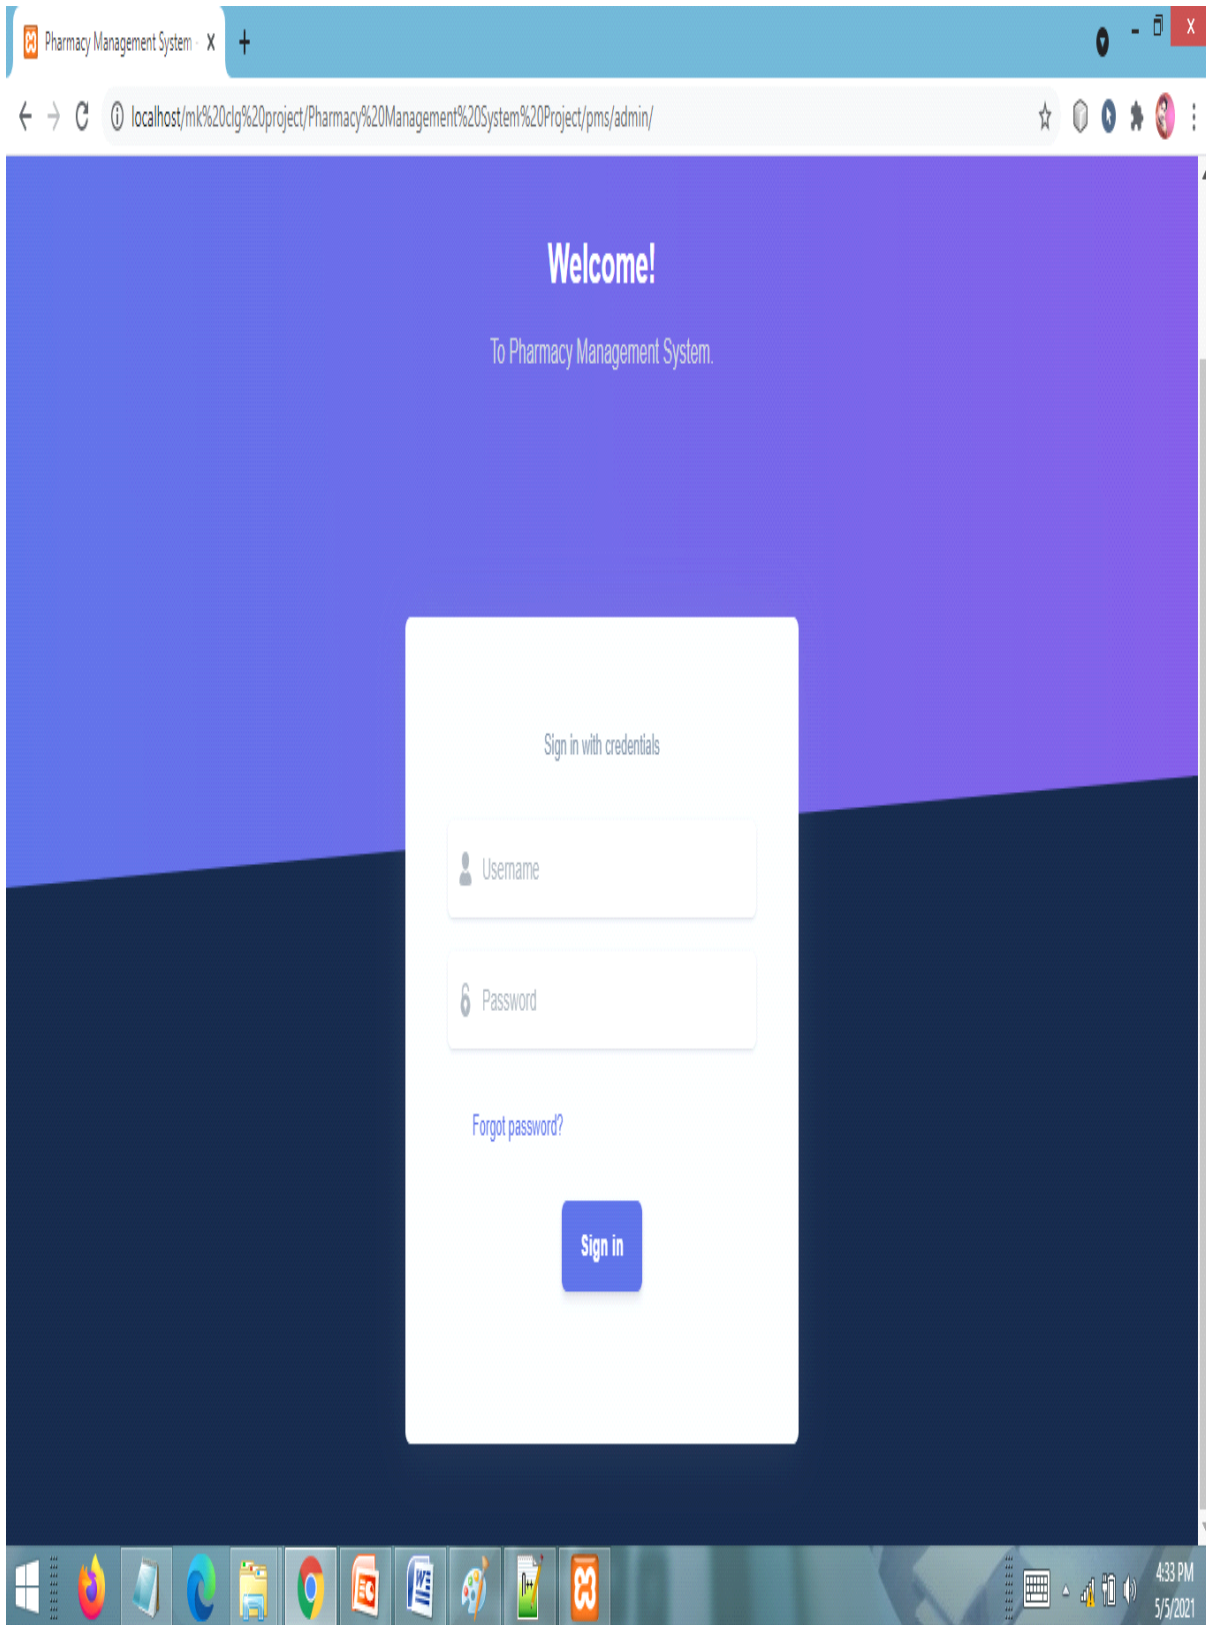 Pharmacy Management System -
localhost/mk%20clg%20project/Pharmacy%20Management%20System%20Project/pms/admin/
Welcome!
To Pharmacy Management System.
Sign in with credentials
Username
Password
Forgot password?
Sign in
4:33 PM
5/5/2021